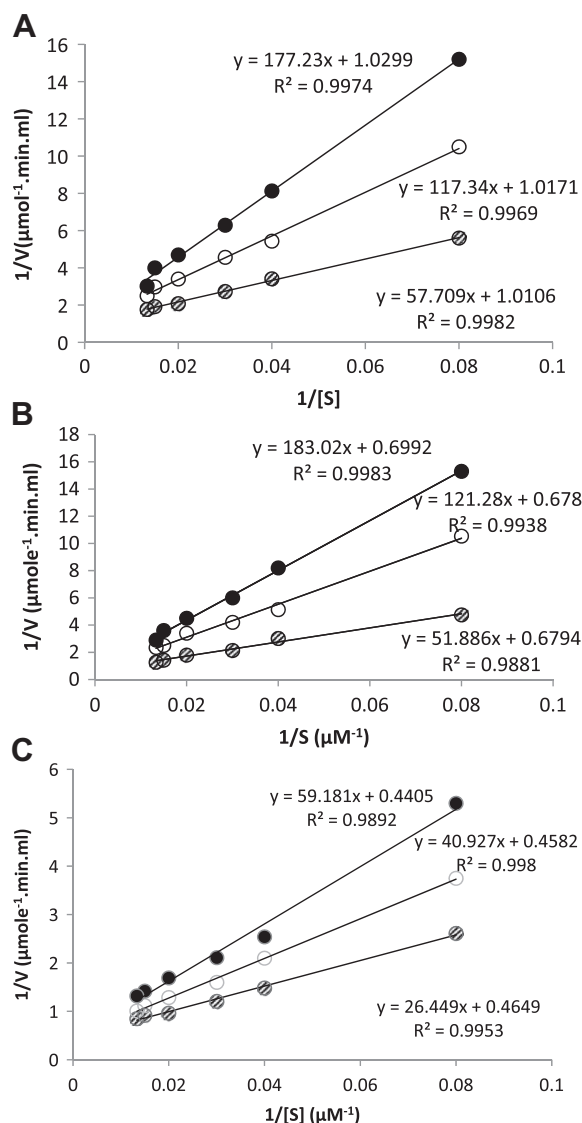 A
16
14
12
10
8
6
4
2
0
1/V(µmol⁻¹.min.ml)
y = 177.23x + 1.0299
R² = 0.9974
y = 117.34x + 1.0171
R² = 0.9969
57.709x + 1.0106
R² = 0.9982
0 0.02 0.04 0.06 0.08 0.1
1/[S]
B
18
16
14
12
10
8
6
4
2
0
1/V (µmole⁻¹.min.ml)
y = 183.02x + 0.6992
R² = 0.9983
y = 121.28x + 0.678
R² = 0.9938
51.886x + 0.6794
R² = 0.9881
0 0.02 0.04 0.06 0.08 0.1
1/S (µM⁻¹)
C
6
5
4
3
2
1
0
1/V (µmole⁻¹.min.ml)
y = 59.181x + 0.4405
R² = 0.9892
y = 40.927x + 0.4582
R² = 0.998
26.449x + 0.4649
R² = 0.9953
0 0.02 0.04 0.06 0.08 0.1
1/[S] (µM⁻¹)